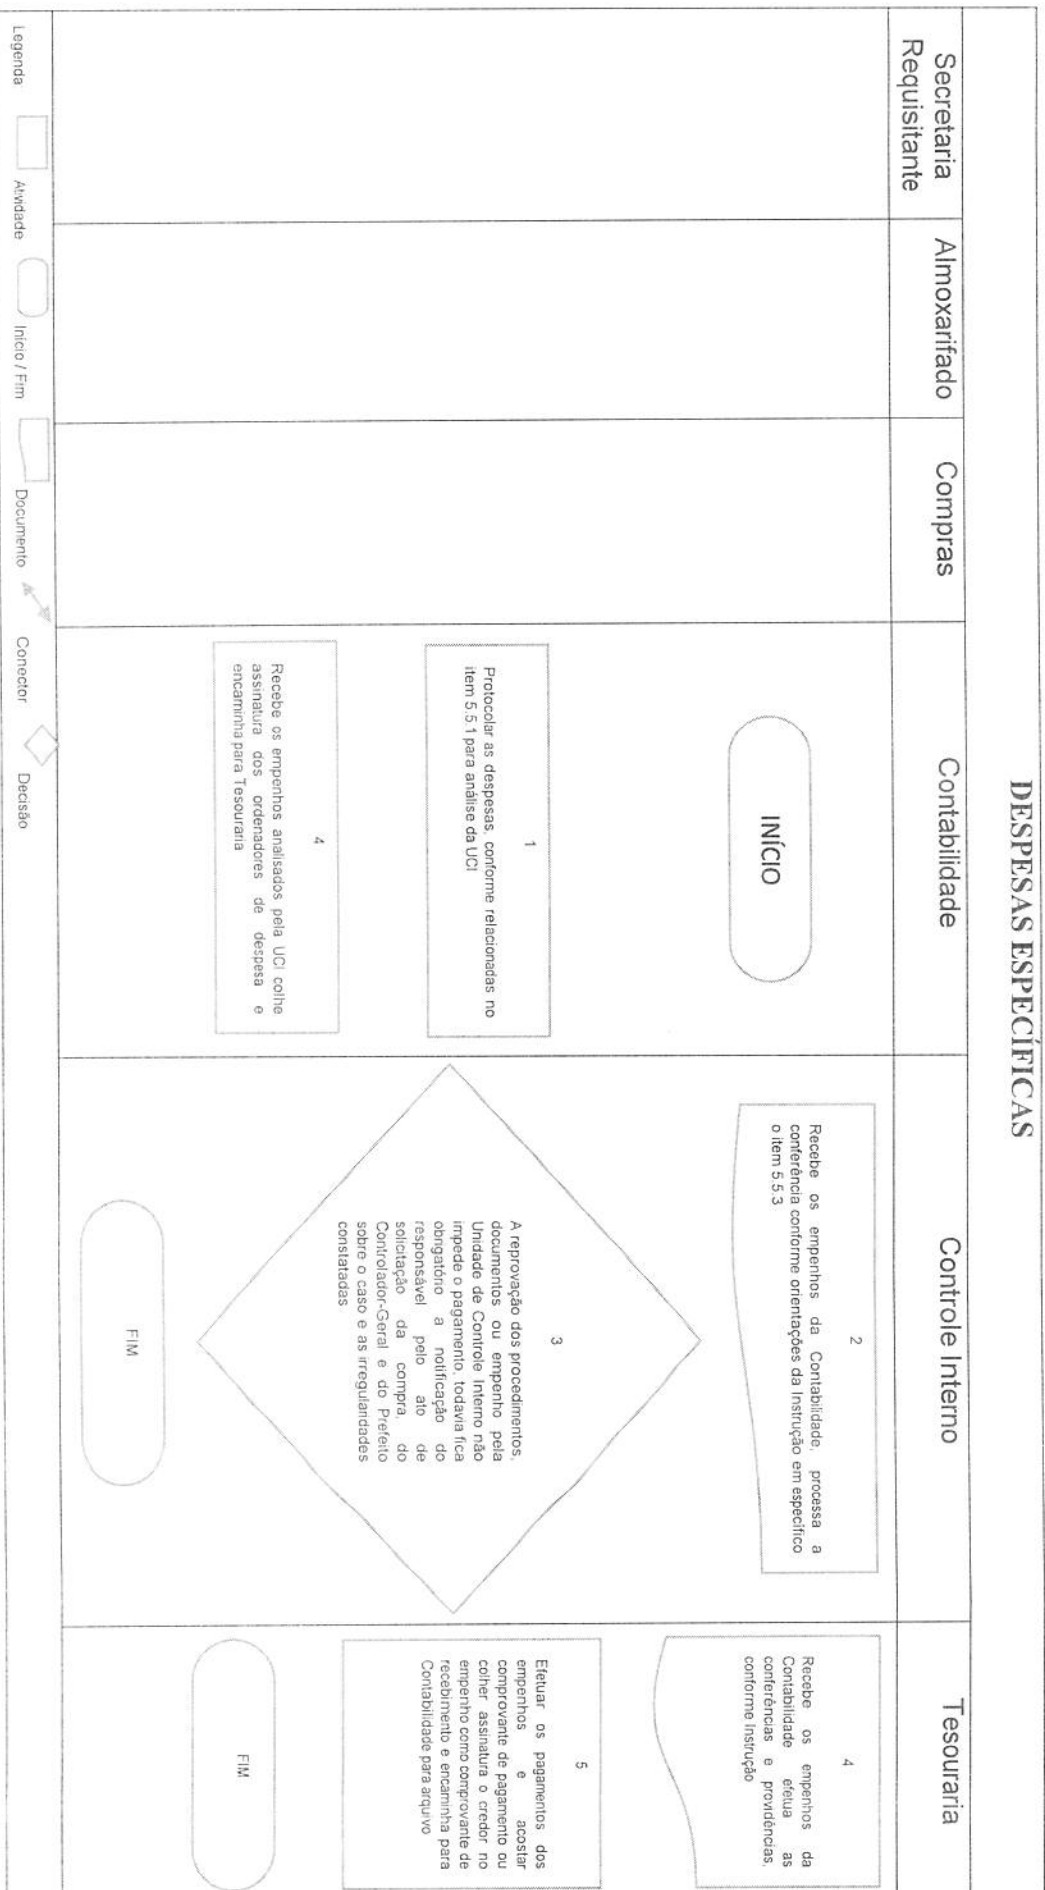 DESPESAS ESPECÍFICAS
Secretaria
Requisitante
Almoxarifado
Compras
Contabilidade
Controle Interno
Tesouraria
INÍCIO
1
Protocolar as despesas, conforme relacionadas no
item 5.5.1 para análise da UCI
4
Recebe os empenhos analisados pela UCI colhe
assinatura dos ordenadores de despesa e
encaminha para Tesouraria
2
Recebe os empenhos da Contabilidade, processa a
conferência conforme orientações da Instrução em especifico
o item 5.5.3
3
A reprovação dos procedimentos,
documentos ou empenho pela
Unidade de Controle Interno não
impede o pagamento, todavia fica
obrigatório a notificação do
responsável pelo ato de
solicitação da compra, do
Controlador-Geral e do Prefeito
sobre o caso e as irregularidades
constatadas
FIM
4
Recebe os empenhos da
Contabilidade efetua as
conferências e providências,
conforme Instrução
5
Efetuar os pagamentos dos
empenhos e acostar
comprovante de pagamento ou
colher assinatura o credor no
empenho como comprovante de
recebimento e encaminha para
Contabilidade para arquivo
FIM
Legenda
Atividade
Início / Fim
Documento
Conector
Decisão